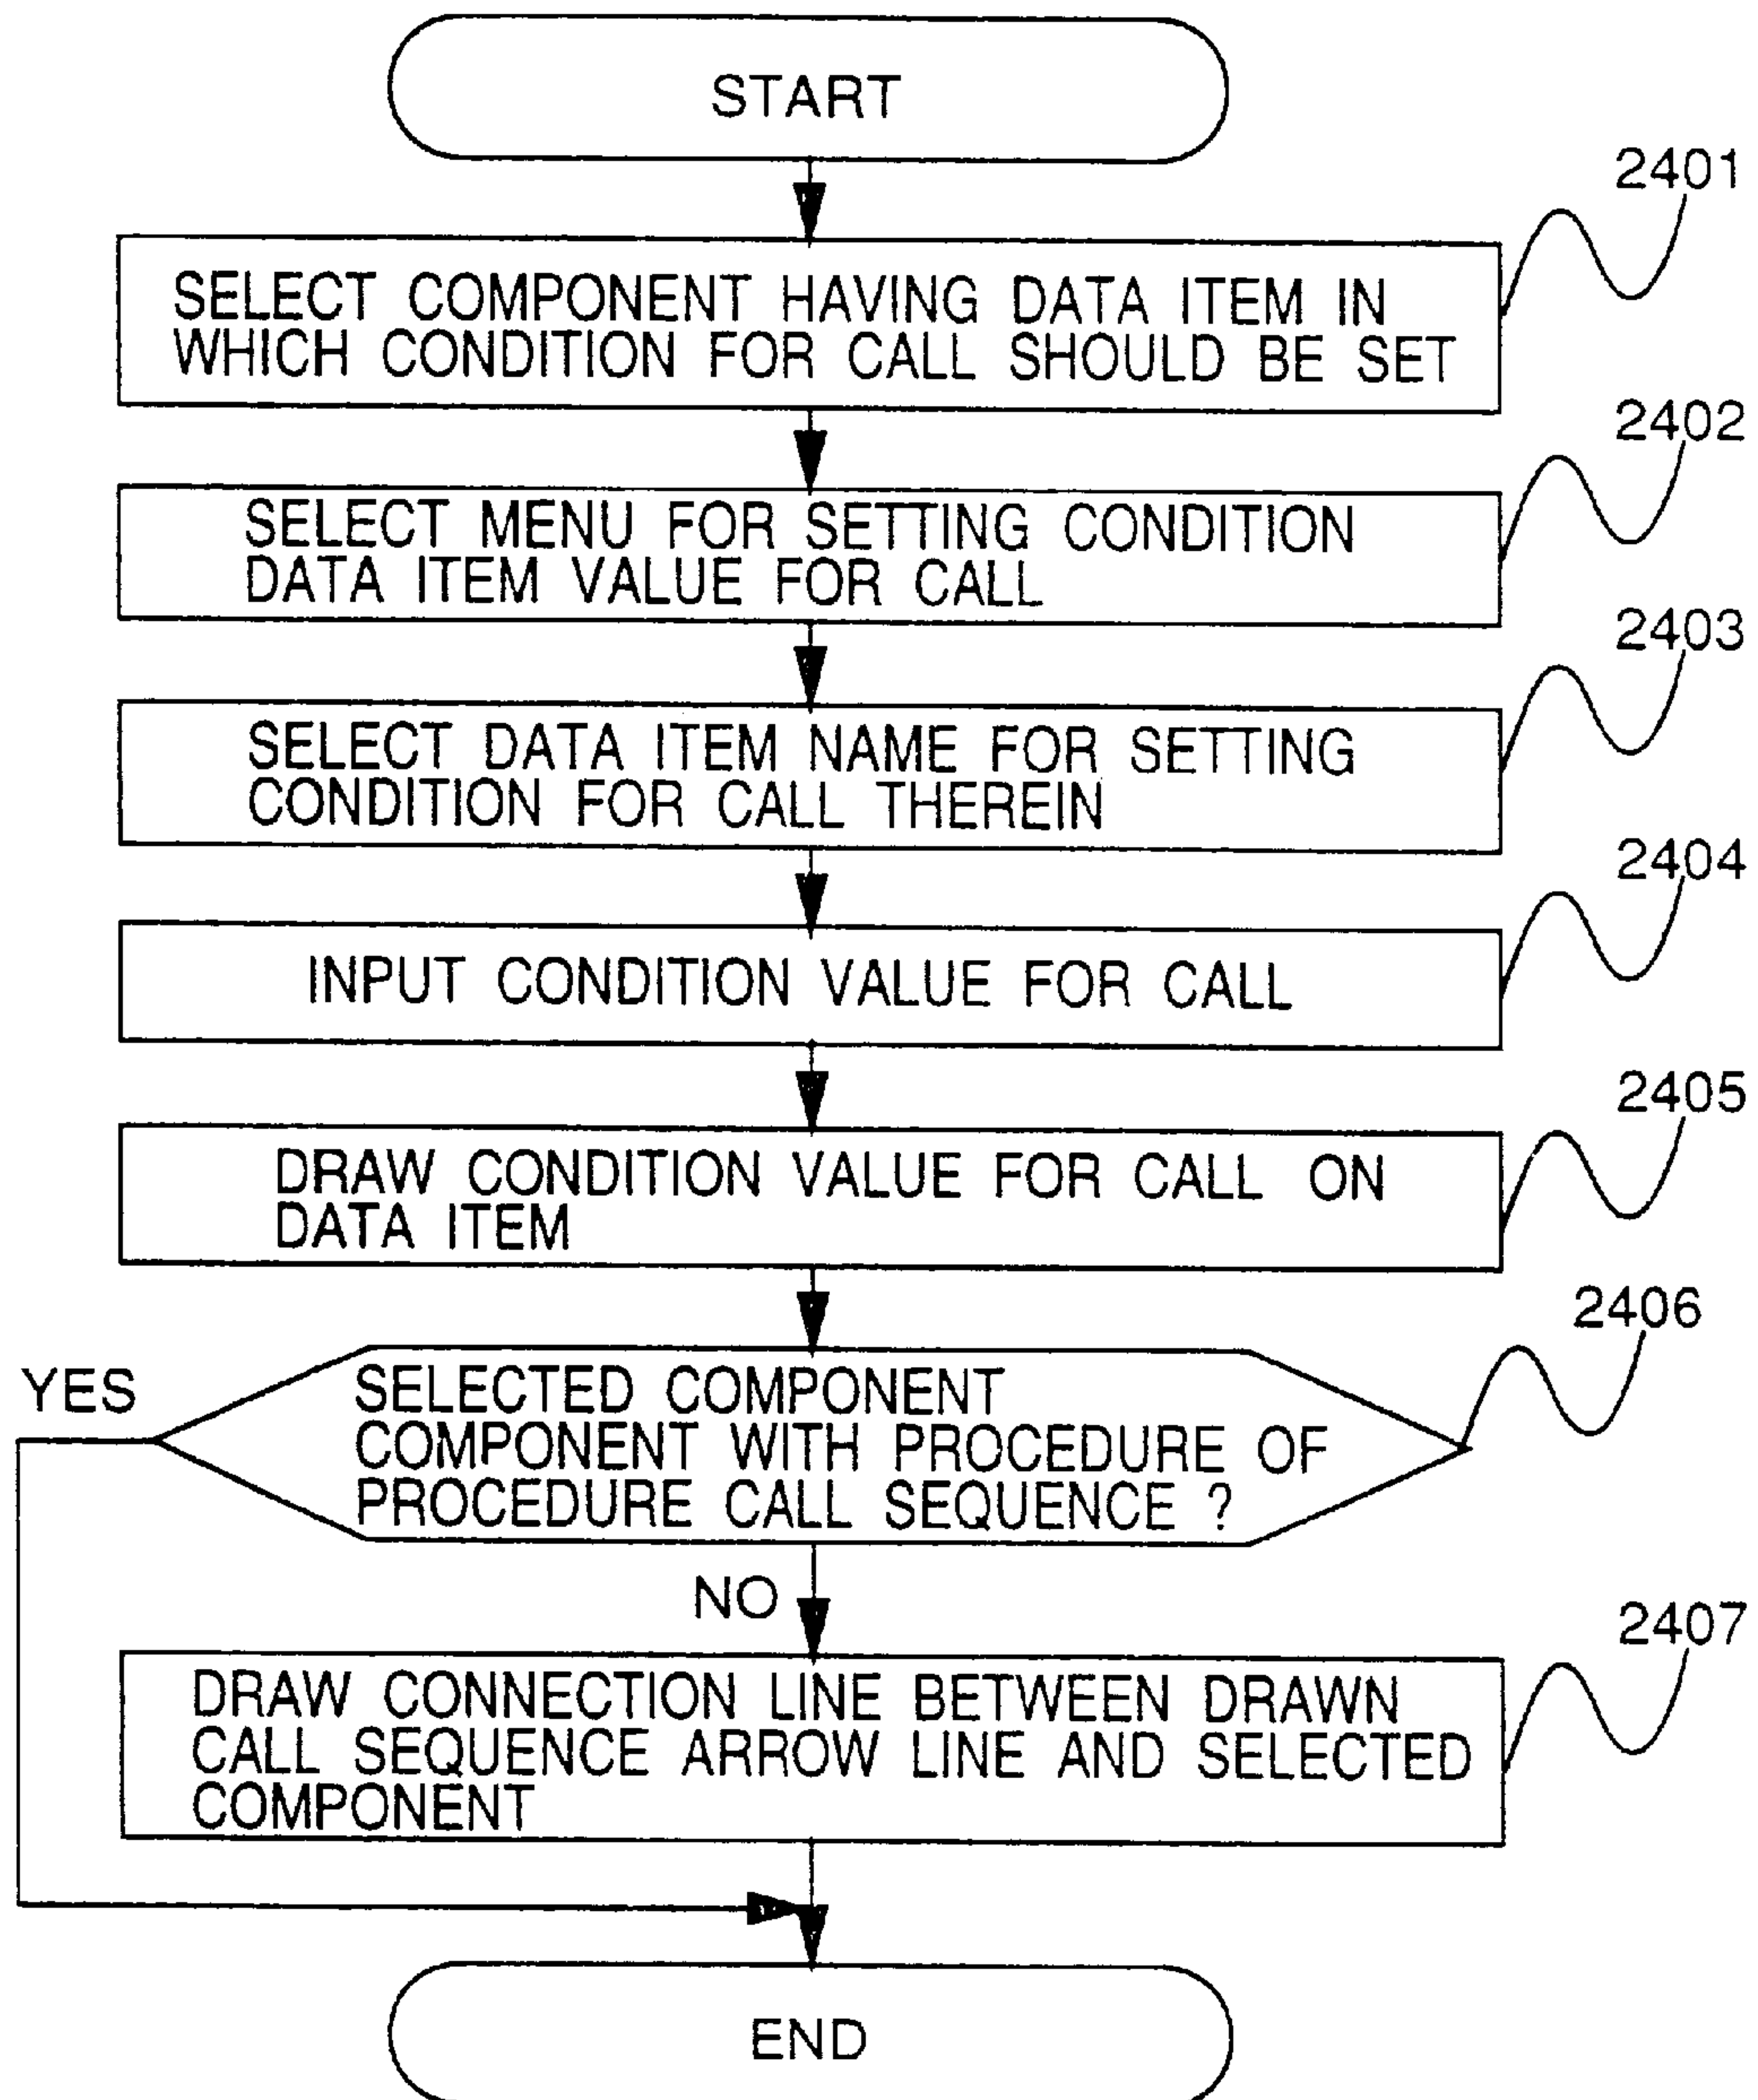 START
2401
SELECT COMPONENT HAVING DATA ITEM IN
WHICH CONDITION FOR CALL SHOULD BE SET
2402
SELECT MENU FOR SETTING CONDITION
DATA ITEM VALUE FOR CALL
2403
SELECT DATA ITEM NAME FOR SETTING
CONDITION FOR CALL THEREIN
2404
INPUT CONDITION VALUE FOR CALL
2405
DRAW CONDITION VALUE FOR CALL ON
DATA ITEM
2406
YES
SELECTED COMPONENT
COMPONENT WITH PROCEDURE OF
PROCEDURE CALL SEQUENCE ?
NO
2407
DRAW CONNECTION LINE BETWEEN DRAWN
CALL SEQUENCE ARROW LINE AND SELECTED
COMPONENT
END